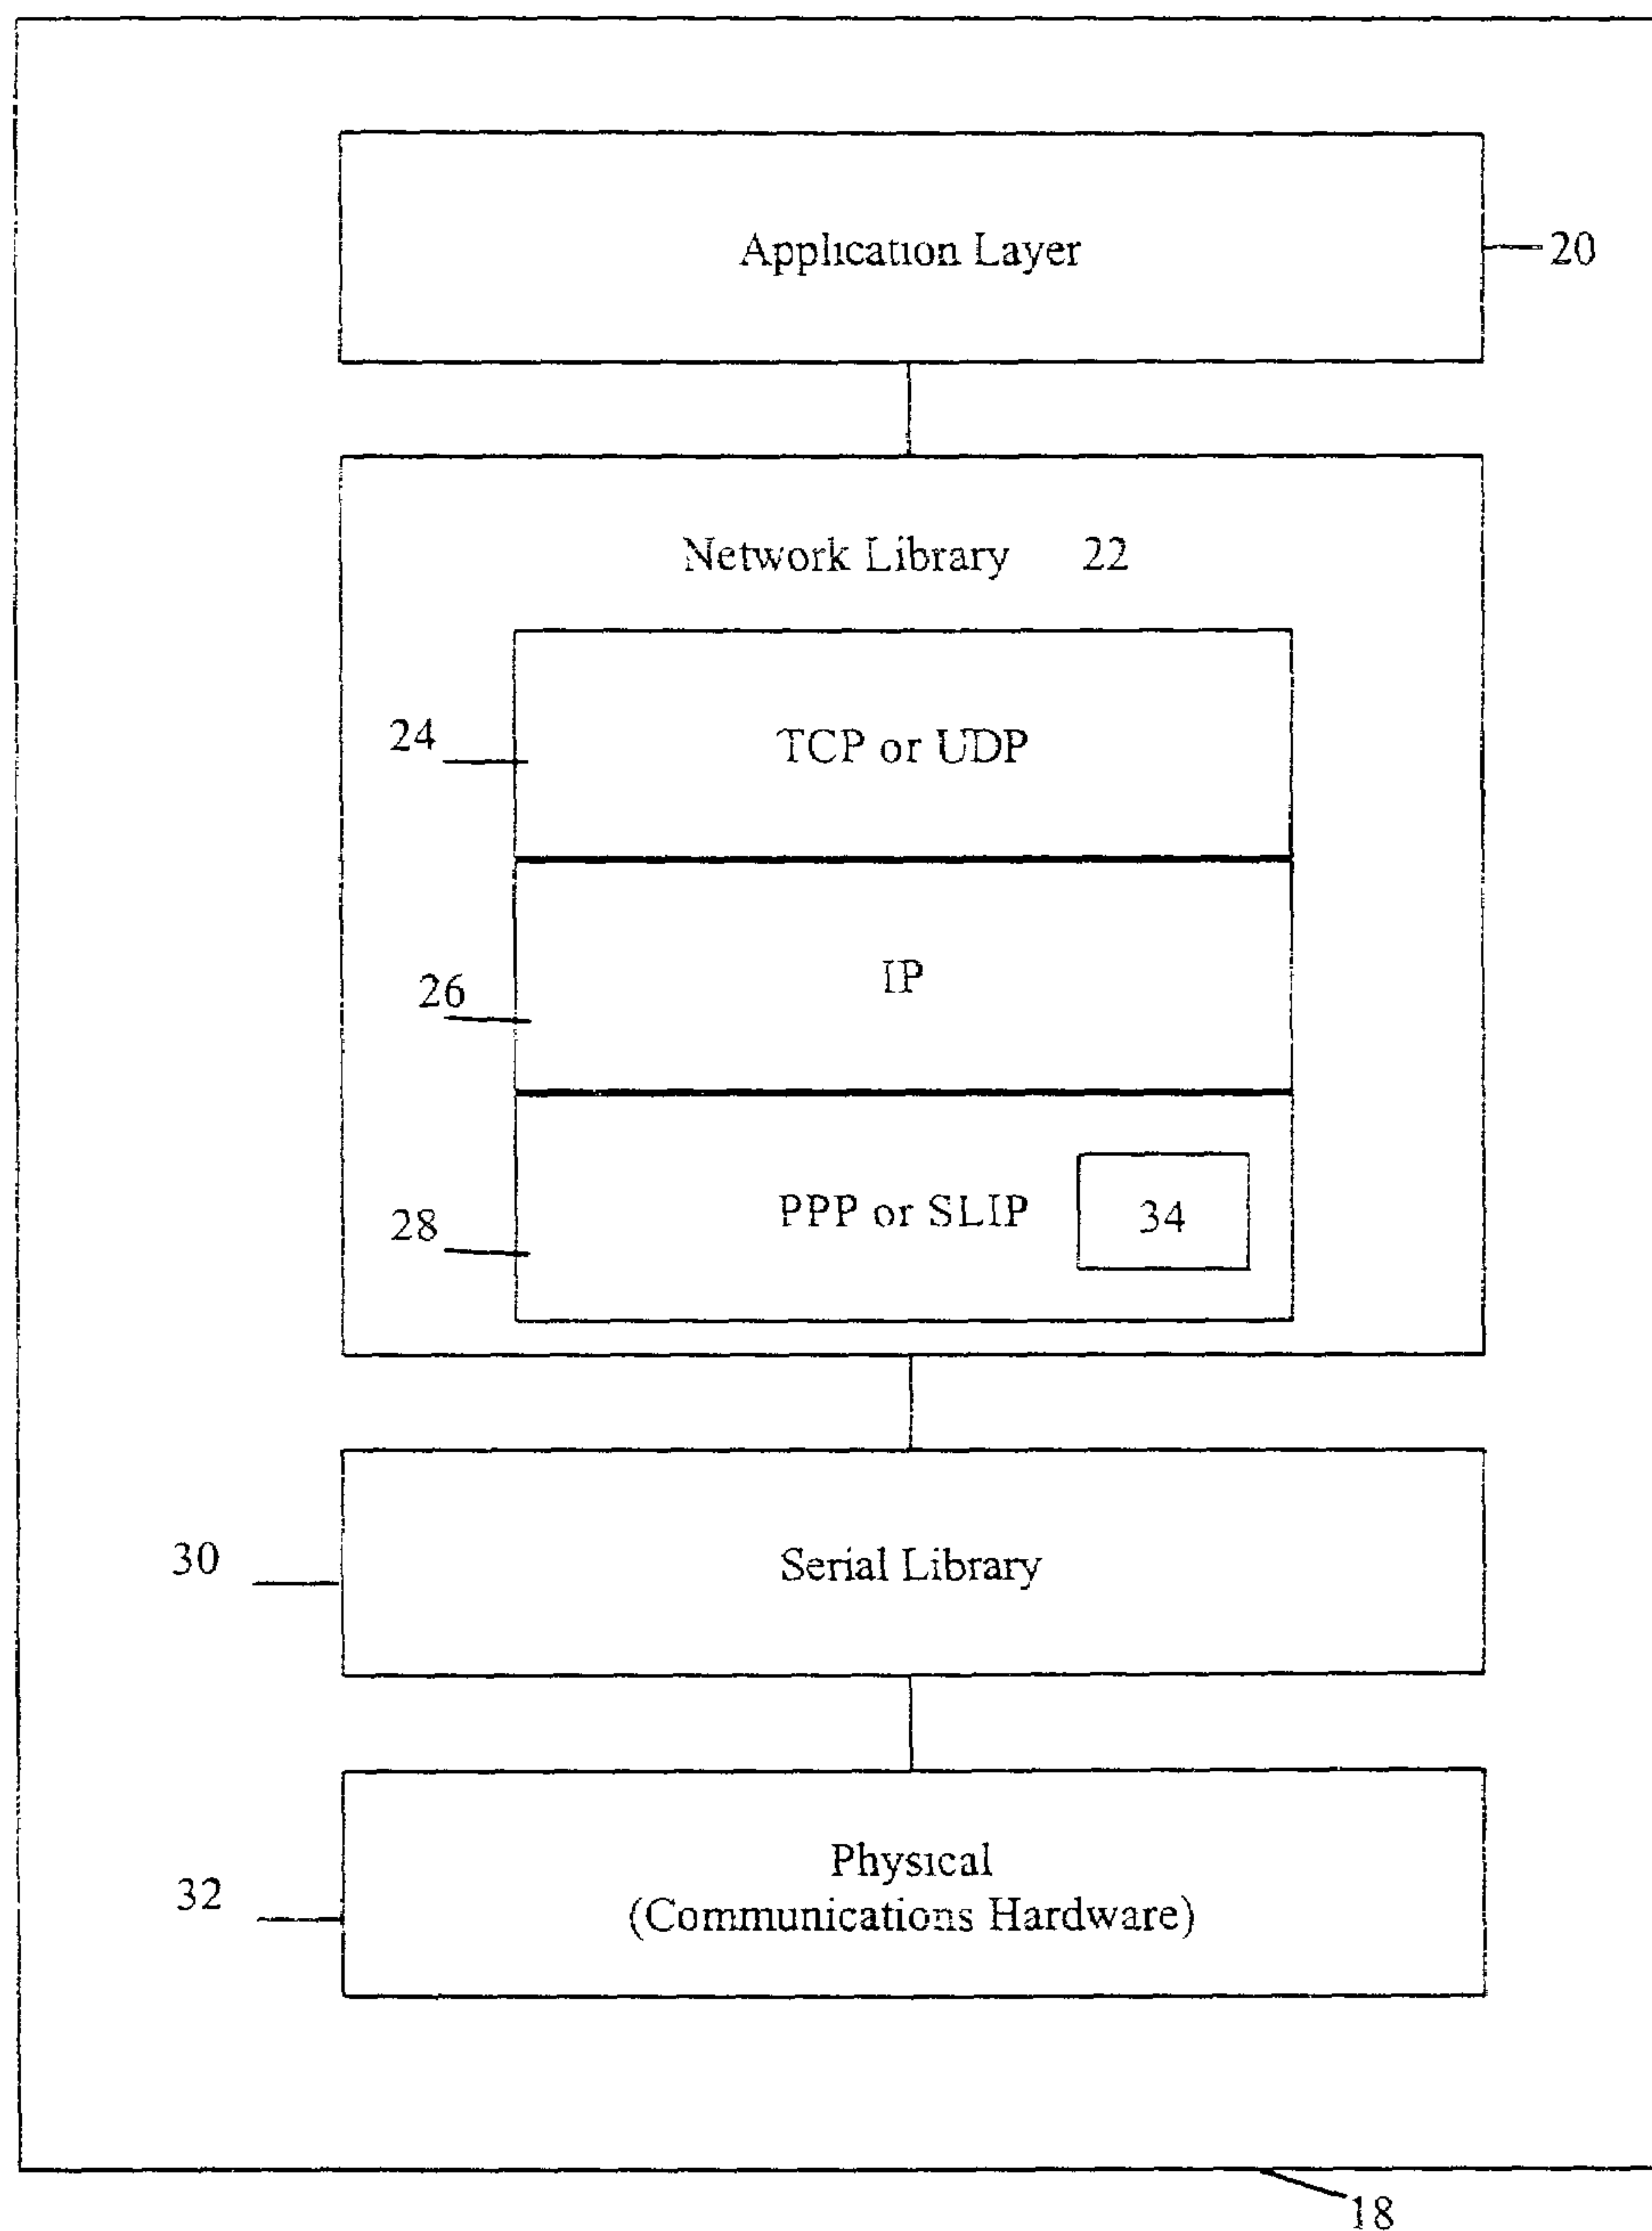 Application Layer
20
Network Library 22
24
TCP or UDP
26
IP
28
PPP or SLIP
34
30
Serial Library
32
Physical
(Communications Hardware)
18